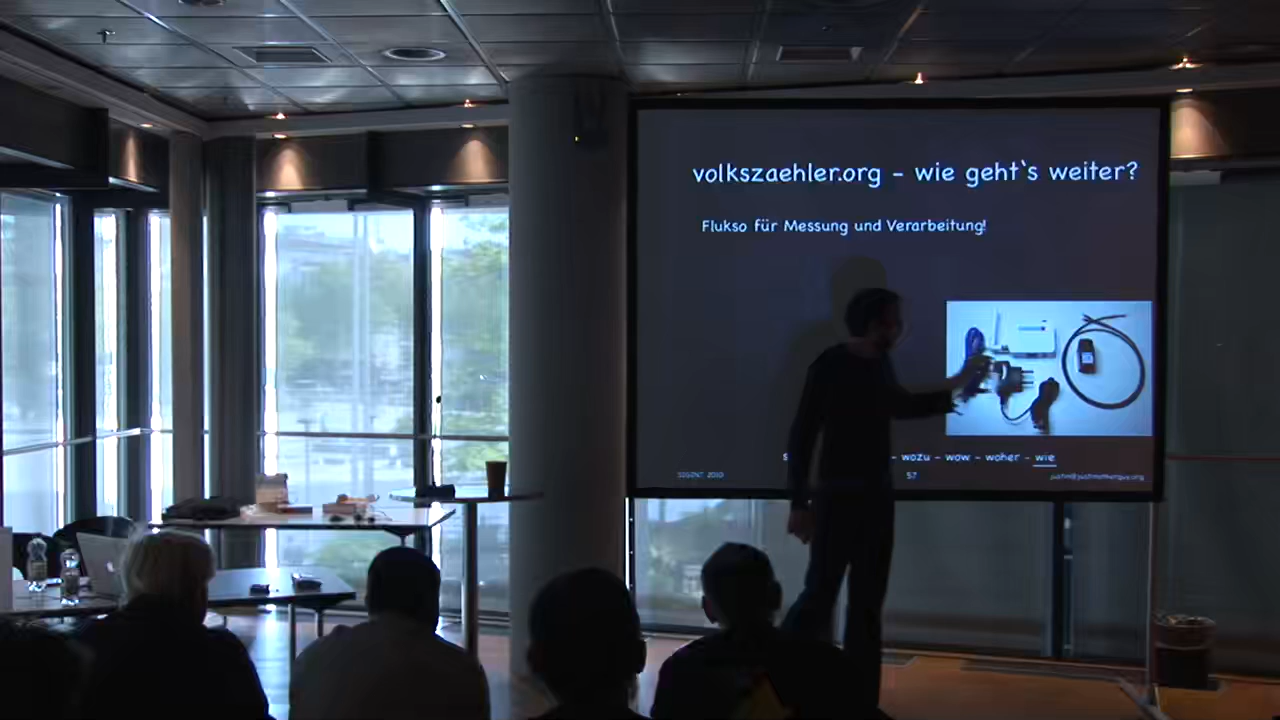 volkszaehler.org - wie geht's weiter?
Flukso für Messung und Verarbeitung!
- wozu - wow - woher - wie
SIGINT 2010
57